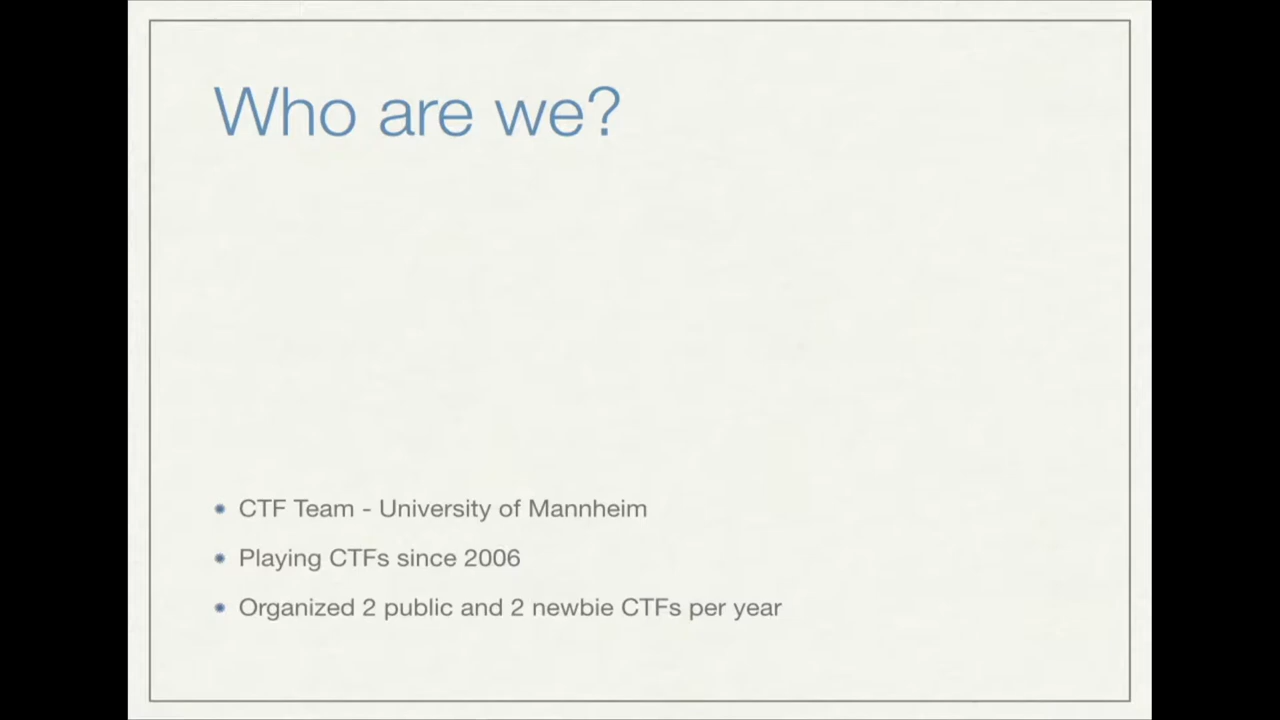 Who are we?
CTF Team - University of Mannheim
Playing CTFs since 2006
Organized 2 public and 2 newbie CTFs per year